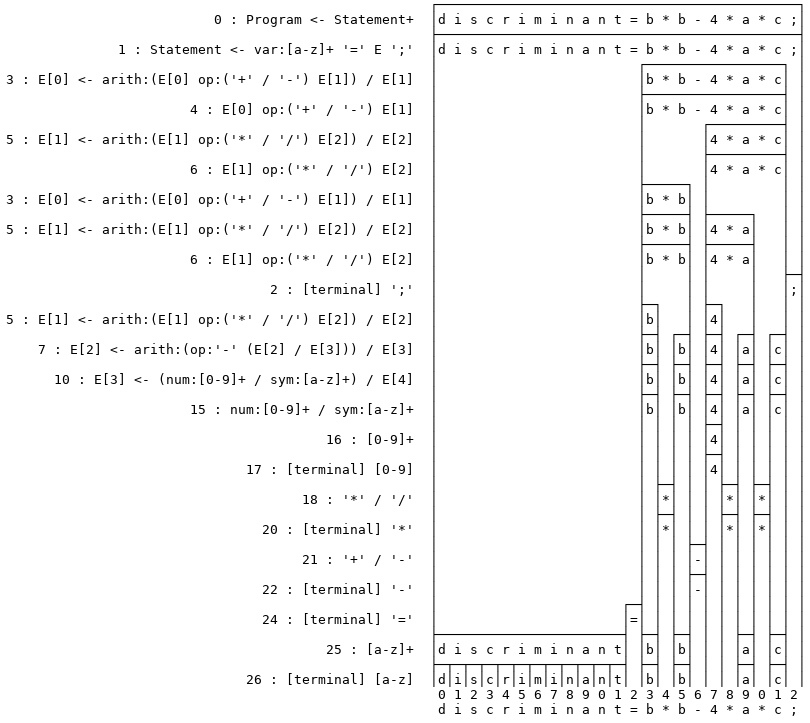 0 : Program <- Statement+ d i s c r i m i n a n t = b * b - 4 * a * c ;
1 : Statement <- var:[a-z]+ '=' E ';' d i s c r i m i n a n t = b * b - 4 * a * c ;
3 : E[0] <- arith:(E[0] op:('+' / '-') E[1]) / E[1] b * b - 4 * a * c
4 : E[0] op:('+' / '-') E[1] b * b - 4 * a * c
5 : E[1] <- arith:(E[1] op:('*' / '/') E[2]) / E[2] 4 * a * c
6 : E[1] op:('*' / '/') E[2] 4 * a * c
3 : E[0] <- arith:(E[0] op:('+' / '-') E[1]) / E[1] b * b
5 : E[1] <- arith:(E[1] op:('*' / '/') E[2]) / E[2] b * b 4 * a
6 : E[1] op:('*' / '/') E[2] b * b 4 * a
2 : [terminal] ';' ;
5 : E[1] <- arith:(E[1] op:('*' / '/') E[2]) / E[2] b 4
7 : E[2] <- arith:(op:'-' (E[2] / E[3])) / E[3] b b 4 a c
10 : E[3] <- (num:[0-9]+ / sym:[a-z]+) / E[4] b b 4 a c
15 : num:[0-9]+ / sym:[a-z]+ b b 4 a c
16 : [0-9]+ 4
17 : [terminal] [0-9] 4
18 : '*' / '/' * * *
20 : [terminal] '*' * * *
21 : '+' / '-' -
22 : [terminal] '-' -
24 : [terminal] '=' =
25 : [a-z]+ d i s c r i m i n a n t b b a c
26 : [terminal] [a-z] d i s c r i m i n a n t b b a c
0 1 2 3 4 5 6 7 8 9 0 1 2 3 4 5 6 7 8 9 0 1 2
d i s c r i m i n a n t = b * b - 4 * a * c ;